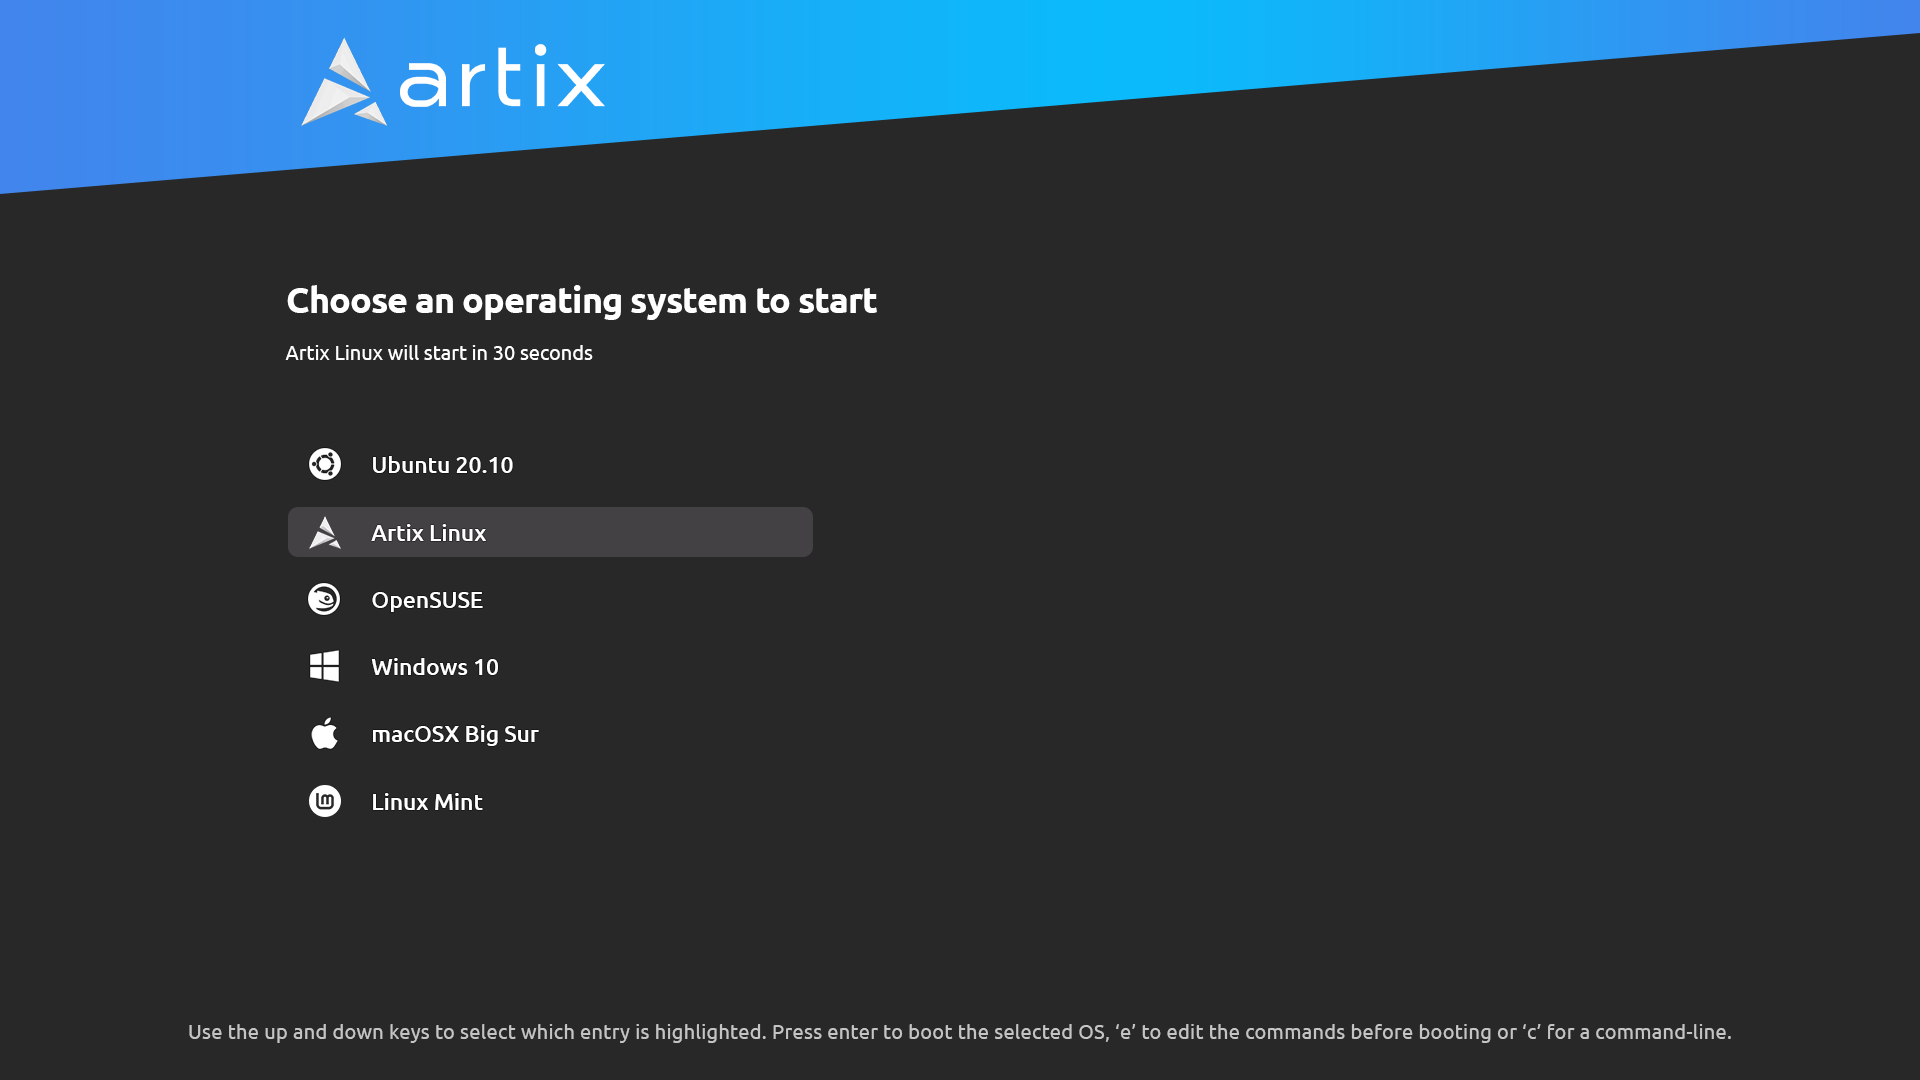 artix
Choose an operating system to start
Artix Linux will start in 30 seconds
Ubuntu 20.10
Artix Linux
OpenSUSE
Windows 10
macOSX Big Sur
Linux Mint
Use the up and down keys to select which entry is highlighted. Press enter to boot the selected OS, ‘e’ to edit the commands before booting or ‘c’ for a command-line.